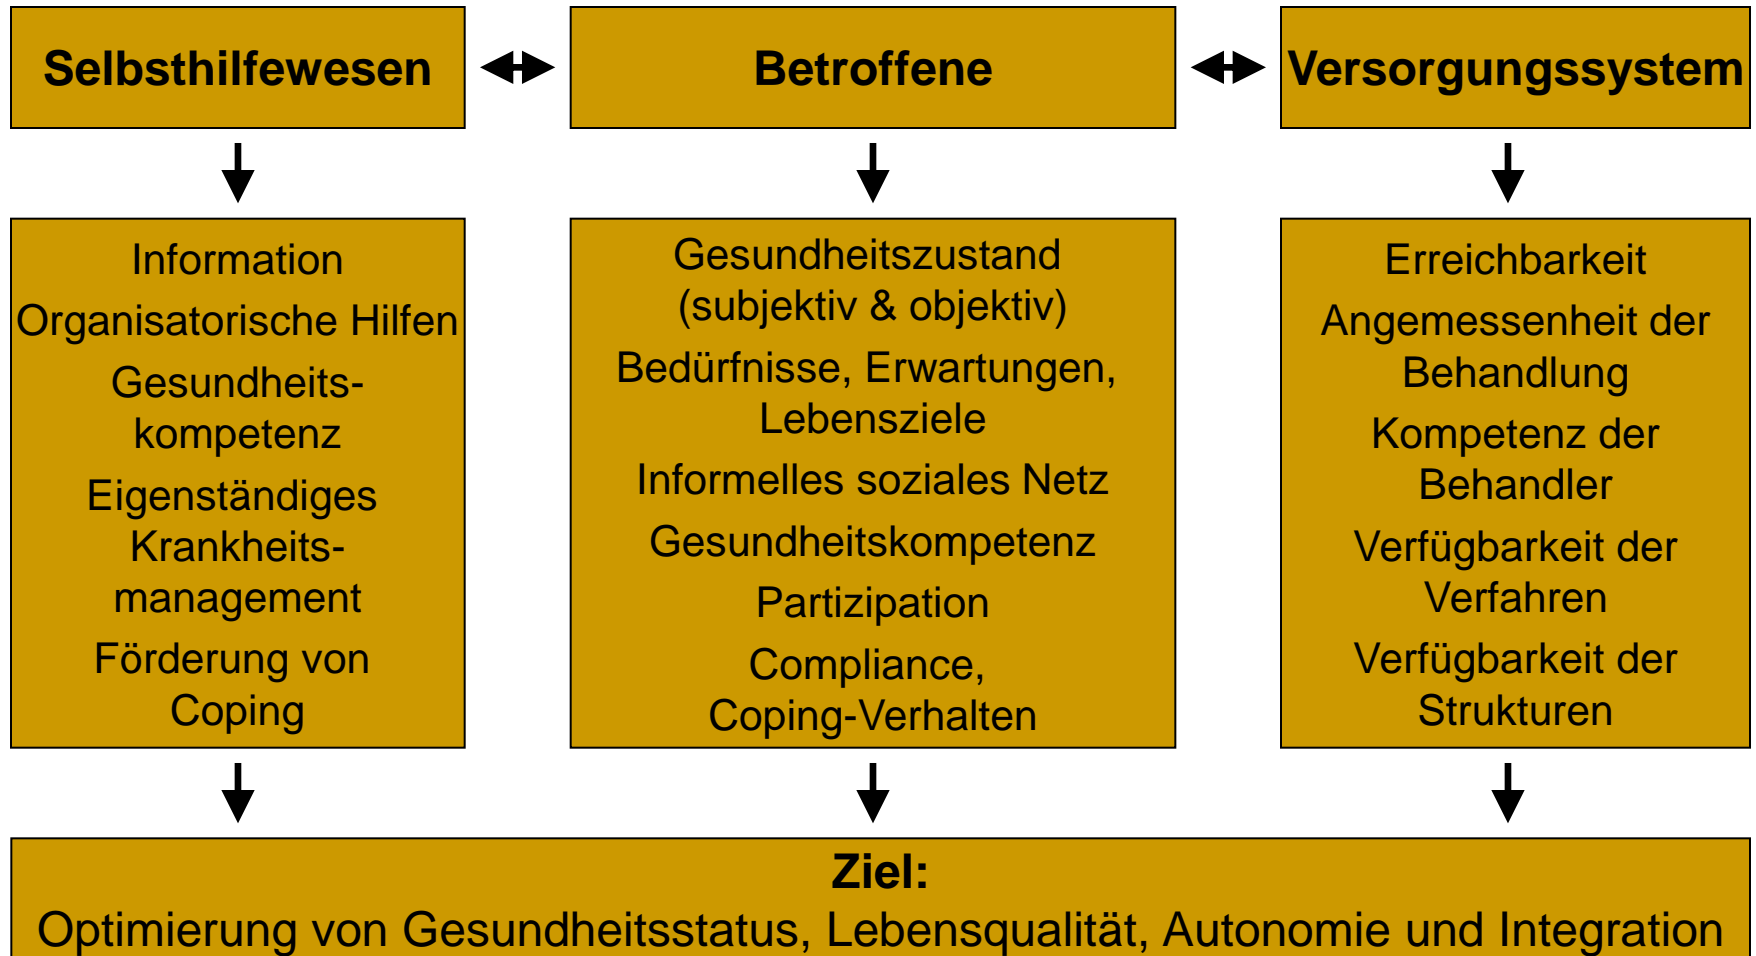 Selbsthilfewesen
Betroffene
Versorgungssystem
Information
Organisatorische Hilfen
Gesundheits-
kompetenz
Eigenständiges
Krankheits-
management
Förderung von
Coping
Gesundheitszustand
(subjektiv & objektiv)
Bedürfnisse, Erwartungen,
Lebensziele
Informelles soziales Netz
Gesundheitskompetenz
Partizipation
Compliance,
Coping-Verhalten
Erreichbarkeit
Angemessenheit der
Behandlung
Kompetenz der
Behandler
Verfügbarkeit der
Verfahren
Verfügbarkeit der
Strukturen
Ziel:
Optimierung von Gesundheitsstatus, Lebensqualität, Autonomie und Integration